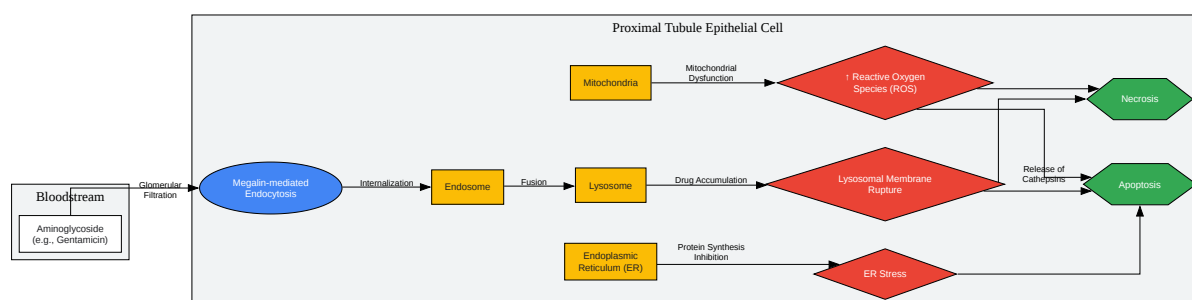 Proximal Tubule Epithelial Cell
Mitochondria
Mitochondrial
Dysfunction
↑ Reactive Oxygen
Species (ROS)
Necrosis
Bloodstream
Aminoglycoside
(e.g., Gentamicin)
Glomerular
Filtration
Megalin-mediated
Endocytosis
Internalization
Endosome
Fusion
Lysosome
Drug Accumulation
Lysosomal Membrane
Rupture
Release of
Cathepsins
Apoptosis
Endoplasmic
Reticulum (ER)
Protein Synthesis
Inhibition
ER Stress